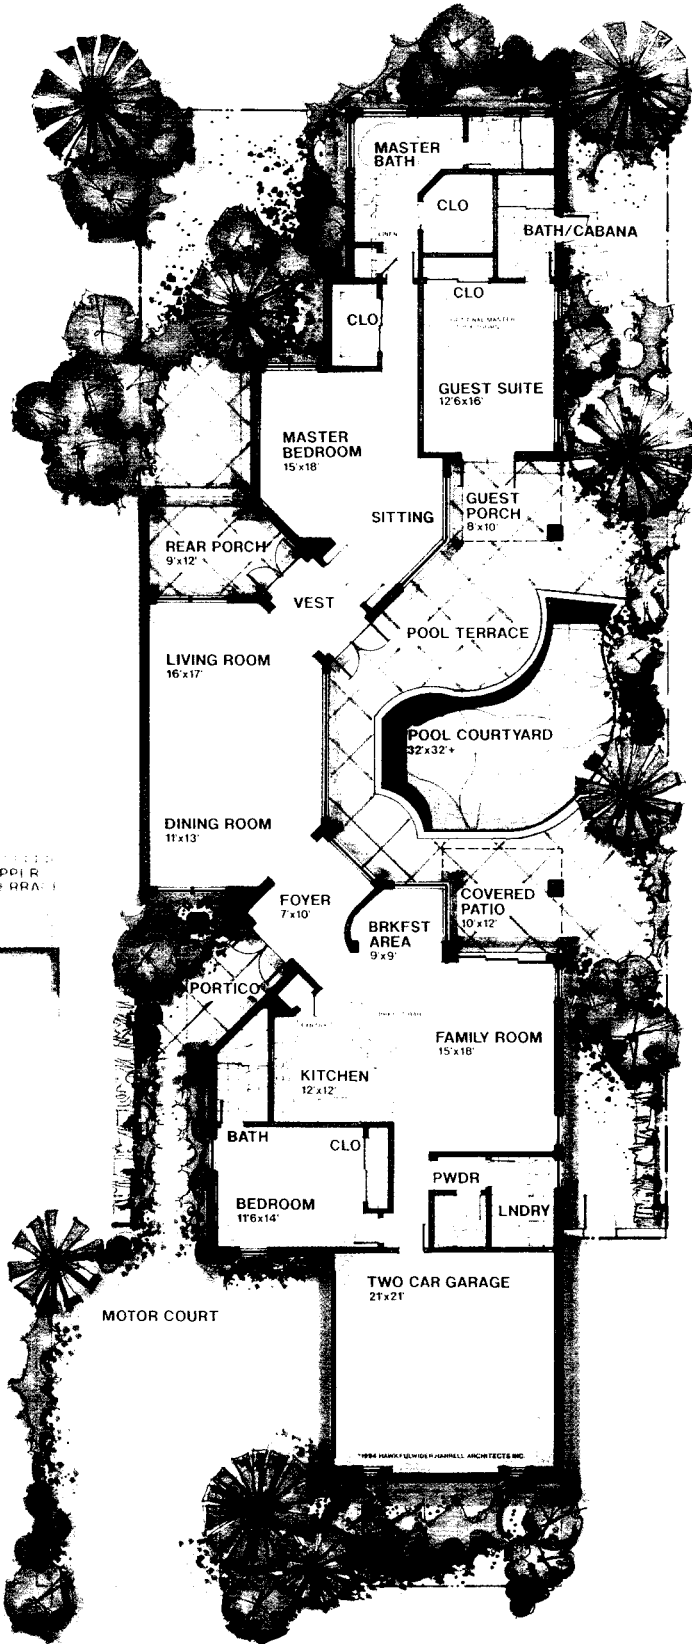 MASTER
BATH
CLO
LINEN
BATH/CABANA
CLO
CLO
GUEST SUITE
12'6x16'
MASTER
BEDROOM
15'x18'
SITTING
GUEST
PORCH
8'x10'
REAR PORCH
9'x12'
VEST
POOL TERRACE
LIVING ROOM
16'x17'
POOL COURTYARD
32'x32'+
DINING ROOM
11'x13'
FOYER
7'x10'
COVERED
PATIO
10'x12'
BRKFST
AREA
9'x9'
PORTICO
FAMILY ROOM
15'x18'
KITCHEN
12'x12'
BATH
CLO
PWDR
BEDROOM
11'6x14'
LNDRY
TWO CAR GARAGE
21'x21'
MOTOR COURT